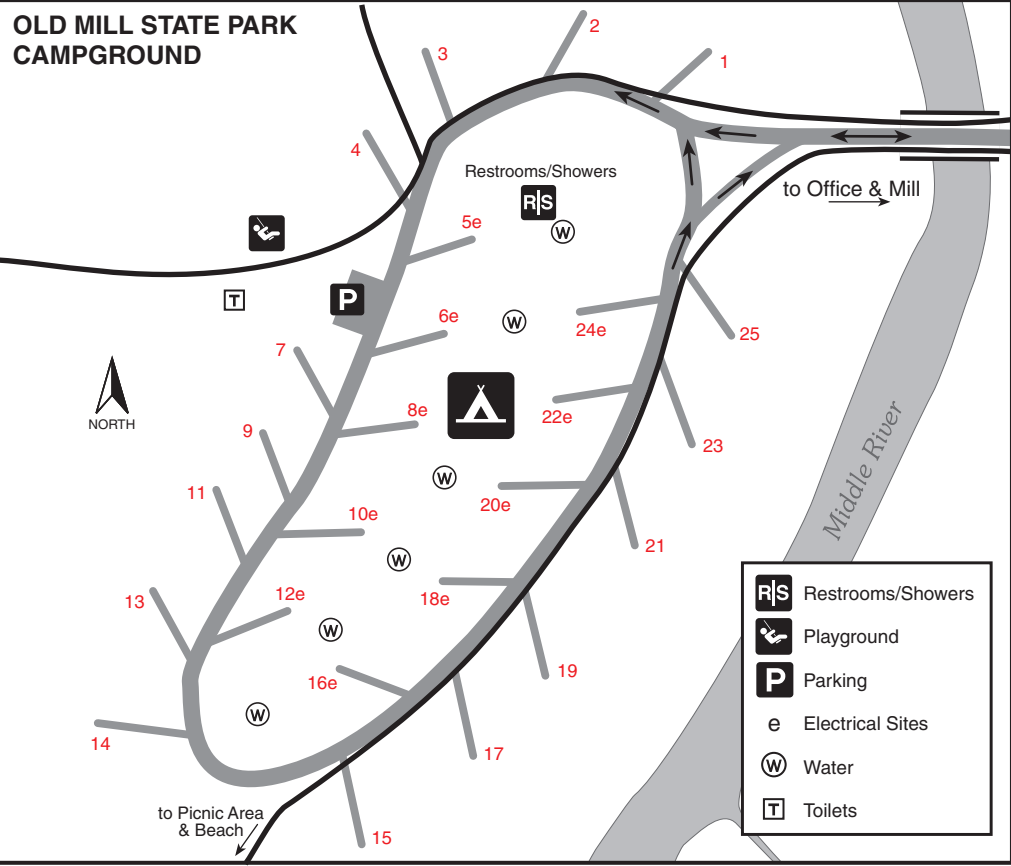 OLD MILL STATE PARK
CAMPGROUND
2
3
1
4
Restrooms/Showers
R|S
W
to Office & Mill
5e
T
P
6e
W
24e
25
7
NORTH
8e
22e
9
23
W
11
20e
10e
21
W
Middle River
13
12e
18e
W
16e
19
14
W
17
to Picnic Area
& Beach
15
R|S Restrooms/Showers
Playground
P Parking
e Electrical Sites
W Water
T Toilets